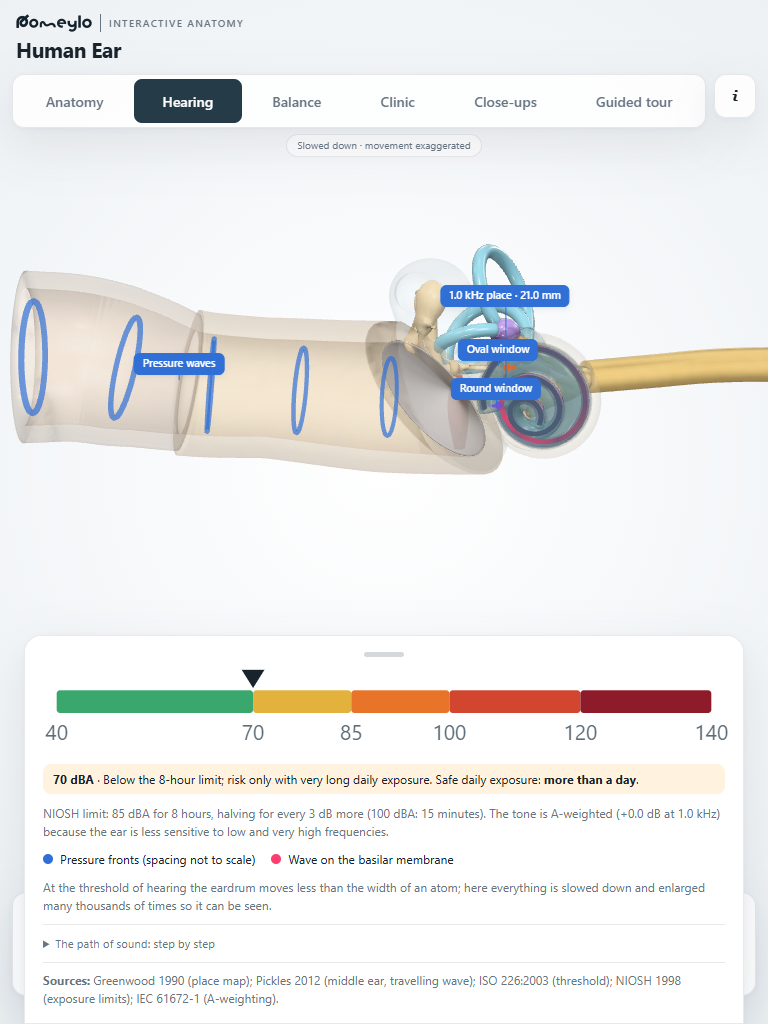 Domeylo
INTERACTIVE ANATOMY
Human Ear
Anatomy
Hearing
Balance
Clinic
Close-ups
Guided tour
i
Slowed down · movement exaggerated
1.0 kHz place · 21.0 mm
Oval window
Pressure waves
Round window
40 70 85 100 120 140
70 dBA · Below the 8-hour limit; risk only with very long daily exposure. Safe daily exposure: more than a day.
NIOSH limit: 85 dBA for 8 hours, halving for every 3 dB more (100 dBA: 15 minutes). The tone is A-weighted (+0.0 dB at 1.0 kHz)
because the ear is less sensitive to low and very high frequencies.
Pressure fronts (spacing not to scale)
Wave on the basilar membrane
At the threshold of hearing the eardrum moves less than the width of an atom; here everything is slowed down and enlarged
many thousands of times so it can be seen.
The path of sound: step by step
Sources: Greenwood 1990 (place map); Pickles 2012 (middle ear, travelling wave); ISO 226:2003 (threshold); NIOSH 1998
(exposure limits); IEC 61672-1 (A-weighting).